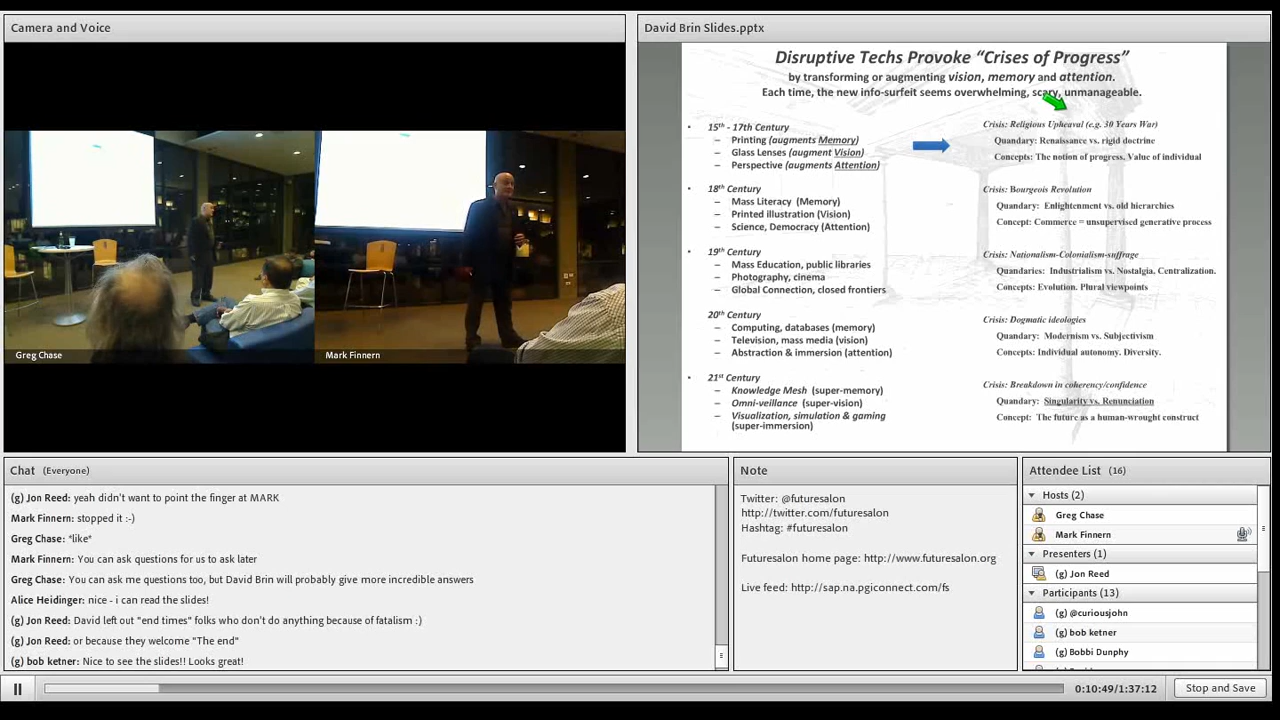 Camera and Voice
Greg Chase
Mark Finnern
David Brin Slides.pptx
Disruptive Techs Provoke “Crises of Progress”
by transforming or augmenting vision, memory and attention.
Each time, the new info-surfeit seems overwhelming, scary, unmanageable.
• 15th - 17th Century
– Printing (augments Memory)
– Glass Lenses (augment Vision)
– Perspective (augments Attention)
• 18th Century
– Mass Literacy (Memory)
– Printed illustration (Vision)
– Science, Democracy (Attention)
• 19th Century
– Mass Education, public libraries
– Photography, cinema
– Global Connection, closed frontiers
• 20th Century
– Computing, databases (memory)
– Television, mass media (vision)
– Abstraction & immersion (attention)
• 21st Century
– Knowledge Mesh (super-memory)
– Omni-veillance (super-vision)
– Visualization, simulation & gaming
(super-immersion)
Crisis: Religious Upheaval (e.g. 30 Years War)
Quandary: Renaissance vs. rigid doctrine
Concepts: The notion of progress. Value of individual
Crisis: Bourgeois Revolution
Quandary: Enlightenment vs. old hierarchies
Concept: Commerce = unsupervised generative process
Crisis: Nationalism-Colonialism-suffrage
Quandaries: Industrialism vs. Nostalgia. Centralization.
Concepts: Evolution. Plural viewpoints
Crisis: Dogmatic ideologies
Quandary: Modernism vs. Subjectivism
Concepts: Individual autonomy. Diversity.
Crisis: Breakdown in coherency/confidence
Quandary: Singularity vs. Renunciation
Concept: The future as a human-wrought construct
Chat (Everyone)
(g) Jon Reed: yeah didn't want to point the finger at MARK
Mark Finnern: stopped it :-)
Greg Chase: *like*
Mark Finnern: You can ask questions for us to ask later
Greg Chase: You can ask me questions too, but David Brin will probably give more incredible answers
Alice Heidinger: nice - i can read the slides!
(g) Jon Reed: David left out "end times" folks who don't do anything because of fatalism :)
(g) Jon Reed: or because they welcome "The end"
(g) bob ketner: Nice to see the slides!! Looks great!
Note
Twitter: @futuresalon
http://twitter.com/futuresalon
Hashtag: #futuresalon
Futuresalon home page: http://www.futuresalon.org
Live feed: http://sap.na.pgiconnect.com/fs
Attendee List (16)
Hosts (2)
Greg Chase
Mark Finnern
Presenters (1)
(g) Jon Reed
Participants (13)
(g) @curiousjohn
(g) bob ketner
(g) Bobbi Dunphy
0:10:49/1:37:12
Stop and Save